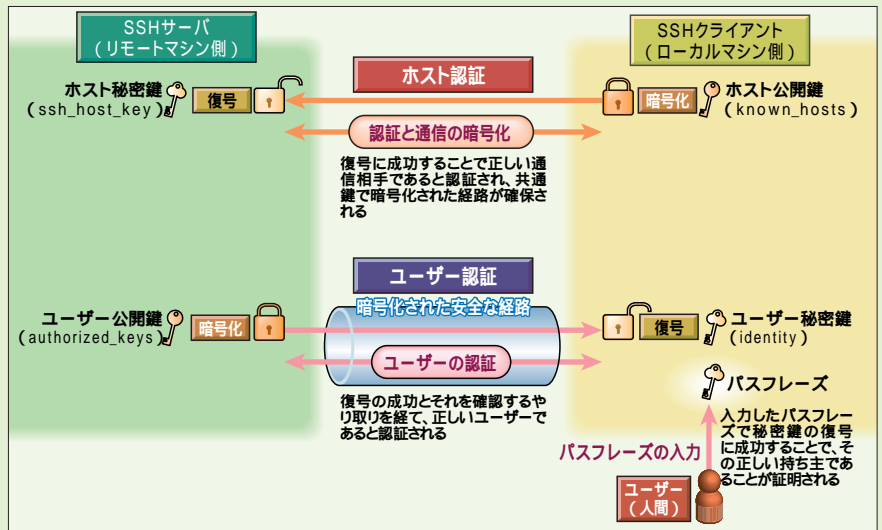 SSHサーバ
(リモートマシン側)
SSHクライアント
(ローカルマシン側)
ホスト認証
ホスト秘密鍵
(ssh_host_key)
復号
暗号化
ホスト公開鍵
(known_hosts)
認証と通信の暗号化
復号に成功することで正しい通
信相手であると認証され、共通
鍵で暗号化された経路が確保さ
れる
ユーザー認証
暗号化された安全な経路
ユーザー公開鍵
(authorized_keys)
暗号化
復号
ユーザー秘密鍵
(identity)
ユーザーの認証
復号の成功とそれを確認するや
り取りを経て、正しいユーザーで
あると認証される
パスフレーズ
入力したパスフレー
ズで秘密鍵の復号
に成功することで、そ
の正しい持ち主であ
ることが証明される
パスフレーズの入力
ユーザー
(人間)